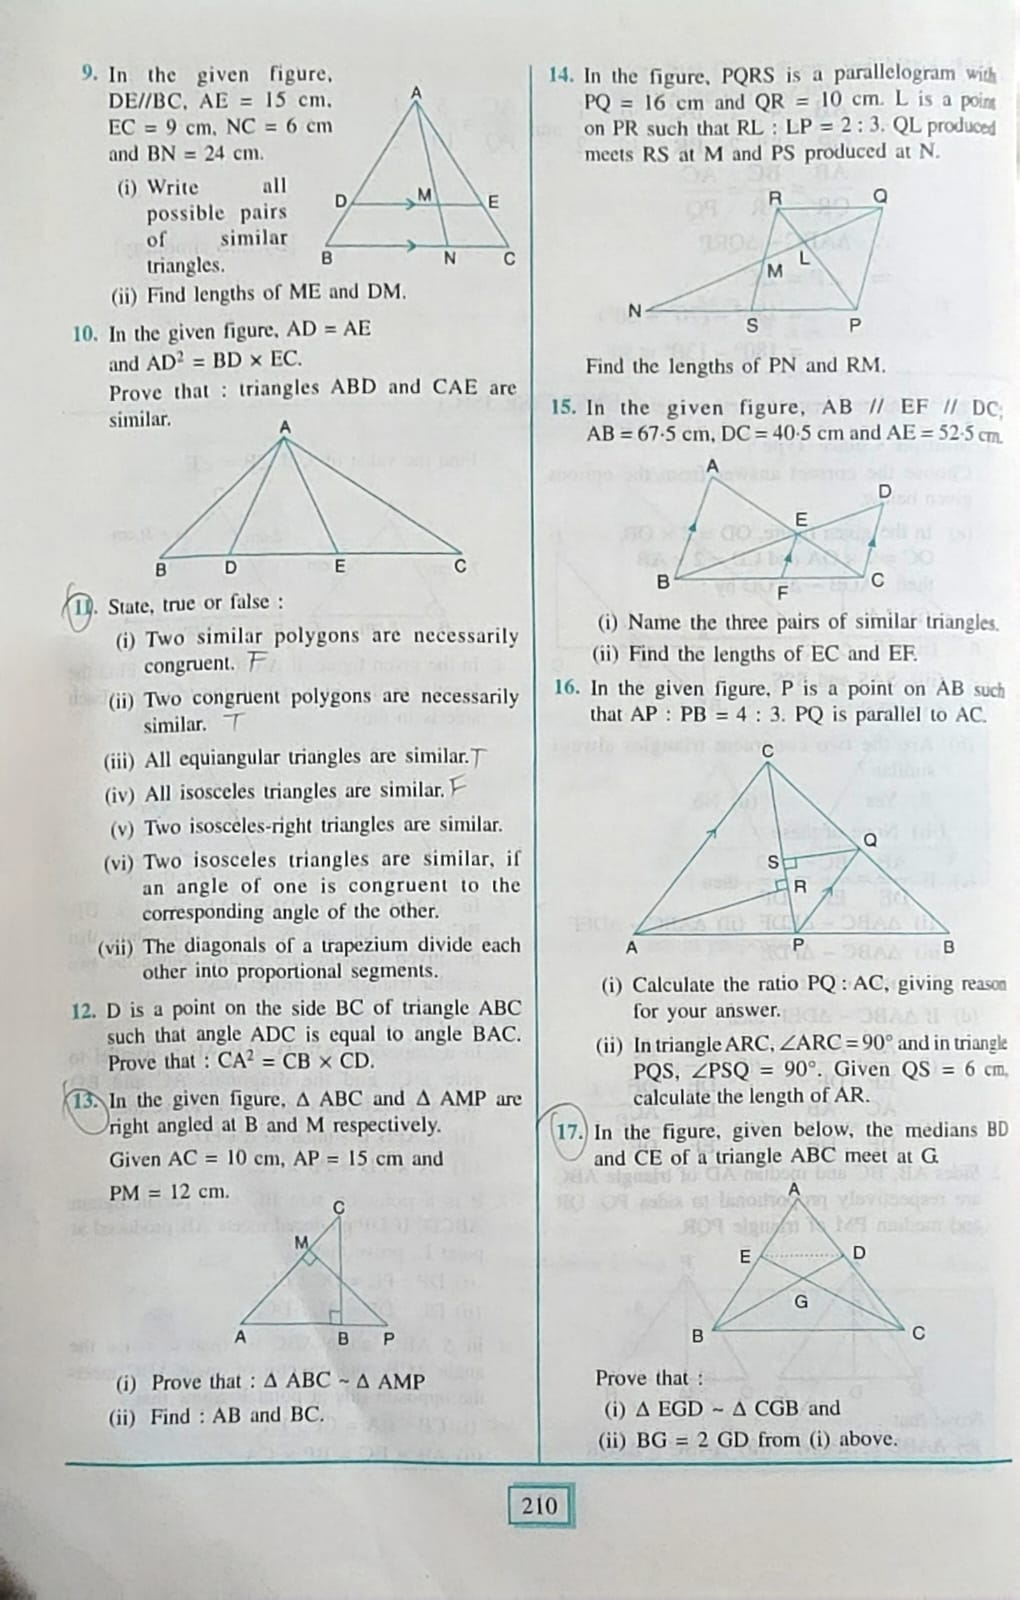 9. In the given figure,
DE//BC, AE = 15 cm,
EC = 9 cm, NC = 6 cm
and BN = 24 cm.
(i) Write all
possible pairs
of similar
triangles.
A
D
M
E
B
N
C
(ii) Find lengths of ME and DM.
10. In the given figure, AD = AE
and AD² = BD × EC.
Prove that : triangles ABD and CAE are
similar.
A
B
D
E
C
11. State, true or false :
(i) Two similar polygons are necessarily
congruent. F
(ii) Two congruent polygons are necessarily
similar. T
(iii) All equiangular triangles are similar. T
(iv) All isosceles triangles are similar. F
(v) Two isosceles-right triangles are similar.
(vi) Two isosceles triangles are similar, if
an angle of one is congruent to the
corresponding angle of the other.
(vii) The diagonals of a trapezium divide each
other into proportional segments.
12. D is a point on the side BC of triangle ABC
such that angle ADC is equal to angle BAC.
Prove that : CA² = CB × CD.
13. In the given figure, Δ ABC and Δ AMP are
right angled at B and M respectively.
Given AC = 10 cm, AP = 15 cm and
PM = 12 cm.
C
M
A
B
P
(i) Prove that : Δ ABC ~ Δ AMP
(ii) Find : AB and BC.
14. In the figure, PQRS is a parallelogram with
PQ = 16 cm and QR = 10 cm. L is a point
on PR such that RL : LP = 2 : 3. QL produced
meets RS at M and PS produced at N.
R
Q
L
M
N
S
P
Find the lengths of PN and RM.
15. In the given figure, AB // EF // DC;
AB = 67·5 cm, DC = 40·5 cm and AE = 52·5 cm.
A
D
E
B
F
C
(i) Name the three pairs of similar triangles.
(ii) Find the lengths of EC and EF.
16. In the given figure, P is a point on AB such
that AP : PB = 4 : 3. PQ is parallel to AC.
C
Q
S
R
A
P
B
(i) Calculate the ratio PQ : AC, giving reason
for your answer.
(ii) In triangle ARC, ∠ARC = 90° and in triangle
PQS, ∠PSQ = 90°. Given QS = 6 cm,
calculate the length of AR.
17. In the figure, given below, the medians BD
and CE of a triangle ABC meet at G.
A
E
D
G
B
C
Prove that :
(i) Δ EGD ~ Δ CGB and
(ii) BG = 2 GD from (i) above.
210